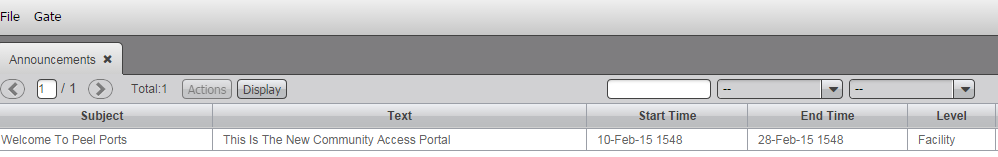 File Gate
Announcements ✖
1 / 1 Total:1 Actions Display -- --
Subject Text Start Time End Time Level
Welcome To Peel Ports This Is The New Community Access Portal 10-Feb-15 1548 28-Feb-15 1548 Facility